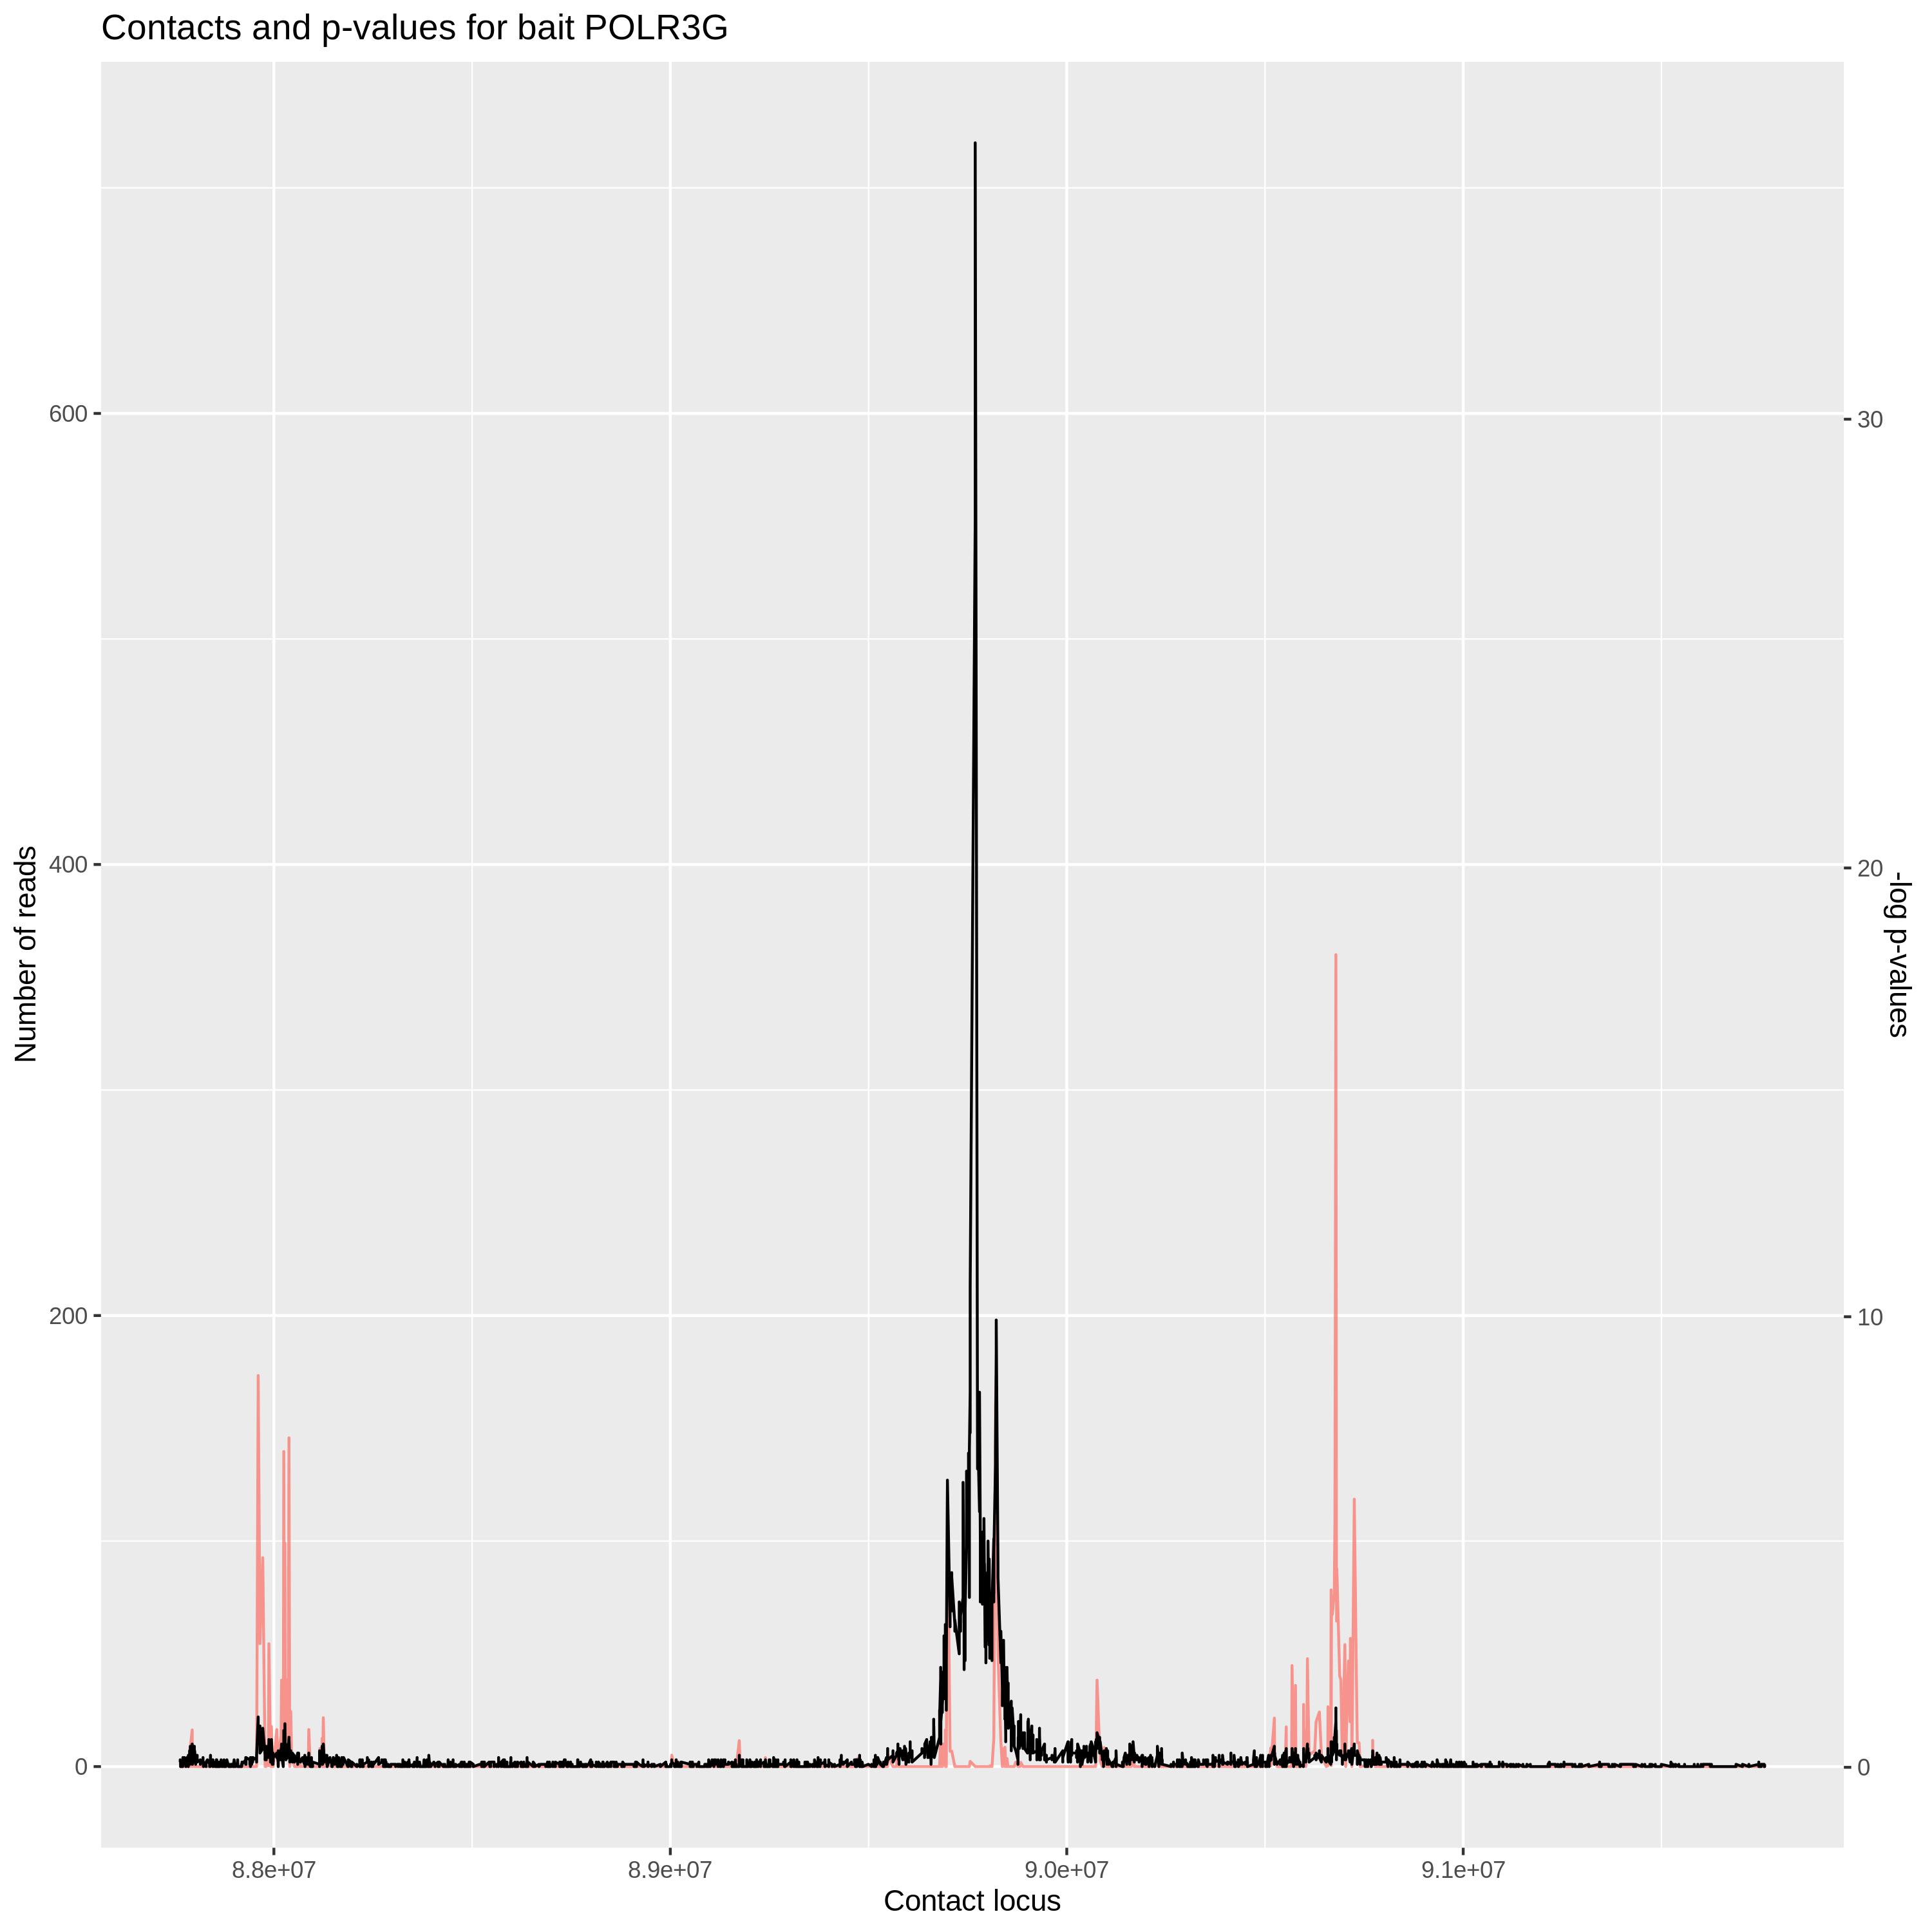 Contacts and p-values for bait POLR3G
600
400
200
0
Number of reads
30
20
10
0
-log p-values
8.8e+07
8.9e+07
9.0e+07
9.1e+07
Contact locus